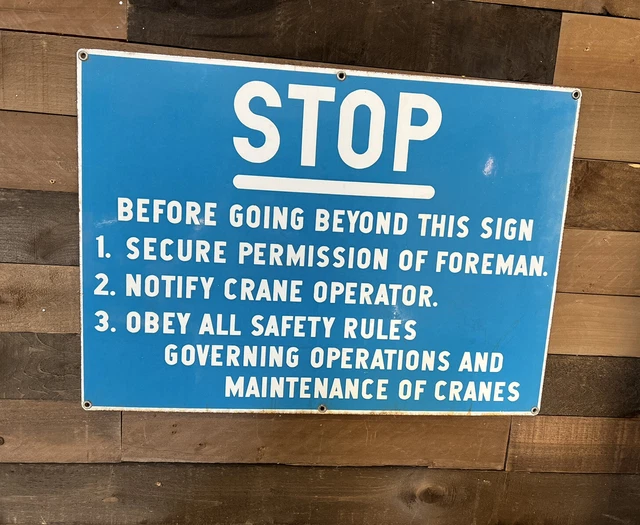 STOP
BEFORE GOING BEYOND THIS SIGN
1. SECURE PERMISSION OF FOREMAN.
2. NOTIFY CRANE OPERATOR.
3. OBEY ALL SAFETY RULES
GOVERNING OPERATIONS AND
MAINTENANCE OF CRANES